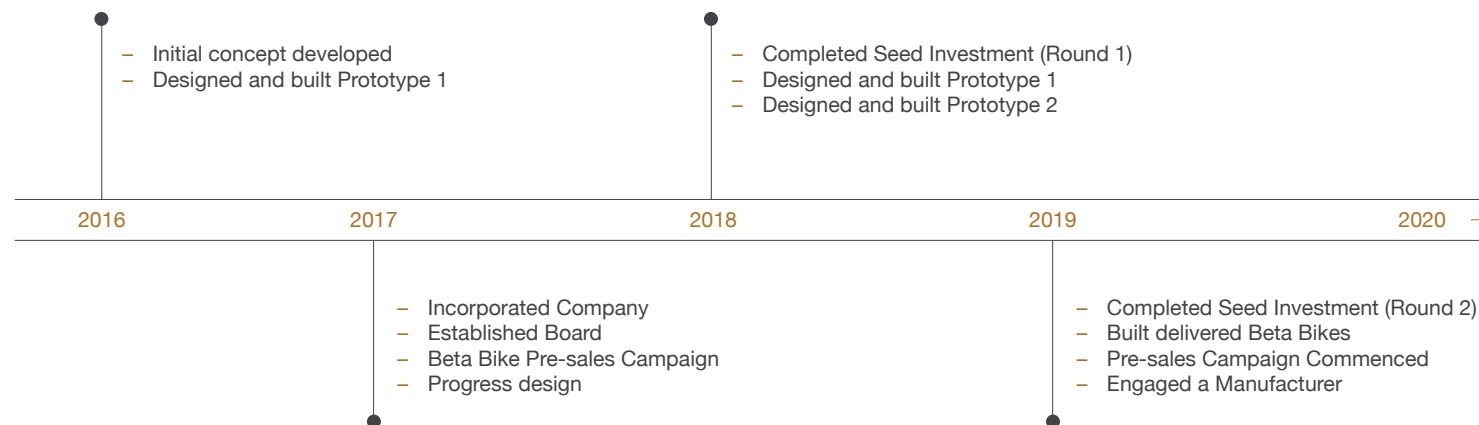 – Initial concept developed
– Designed and built Prototype 1
– Completed Seed Investment (Round 1)
– Designed and built Prototype 1
– Designed and built Prototype 2
2016 2017 2018 2019 2020 –
– Incorporated Company
– Established Board
– Beta Bike Pre-sales Campaign
– Progress design
– Completed Seed Investment (Round 2)
– Built delivered Beta Bikes
– Pre-sales Campaign Commenced
– Engaged a Manufacturer